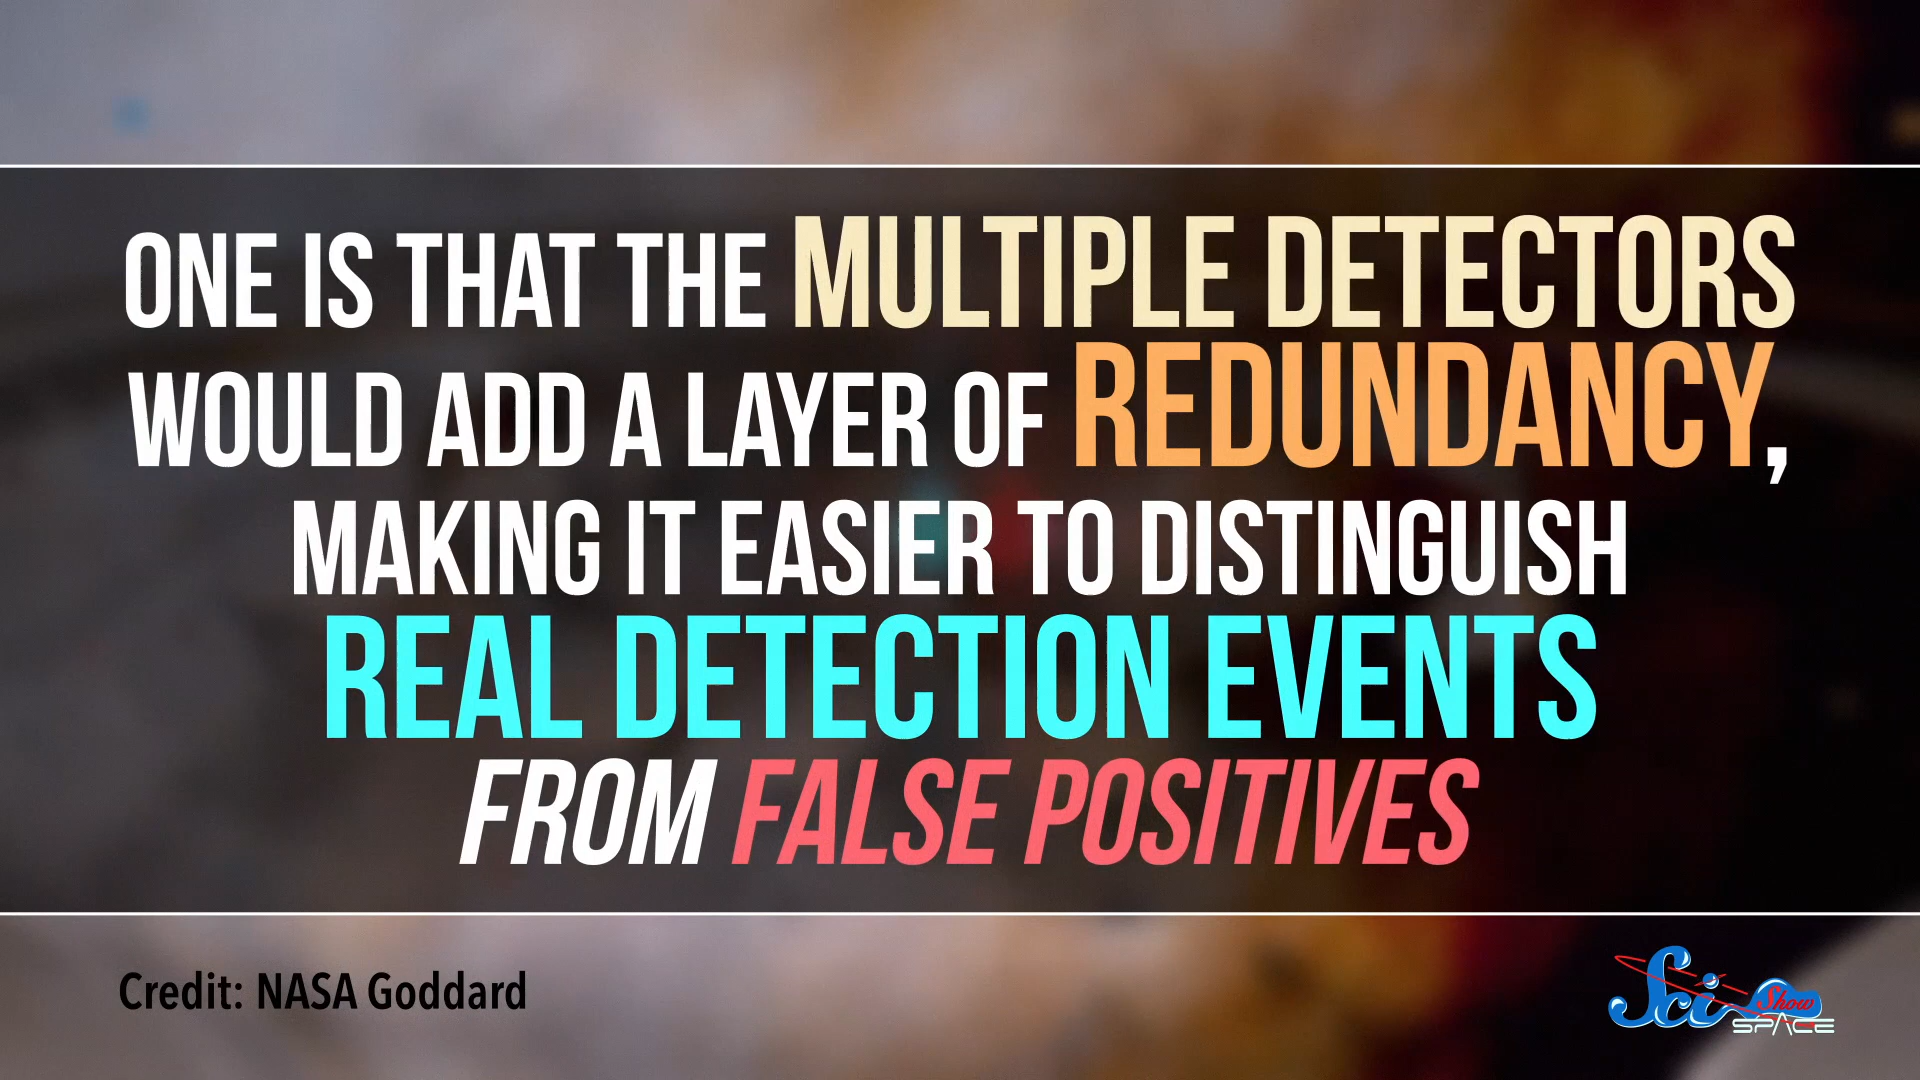 ONE IS THAT THE MULTIPLE DETECTORS
WOULD ADD A LAYER OF REDUNDANCY,
MAKING IT EASIER TO DISTINGUISH
REAL DETECTION EVENTS
FROM FALSE POSITIVES
Credit: NASA Goddard
Sci Show
SPACE